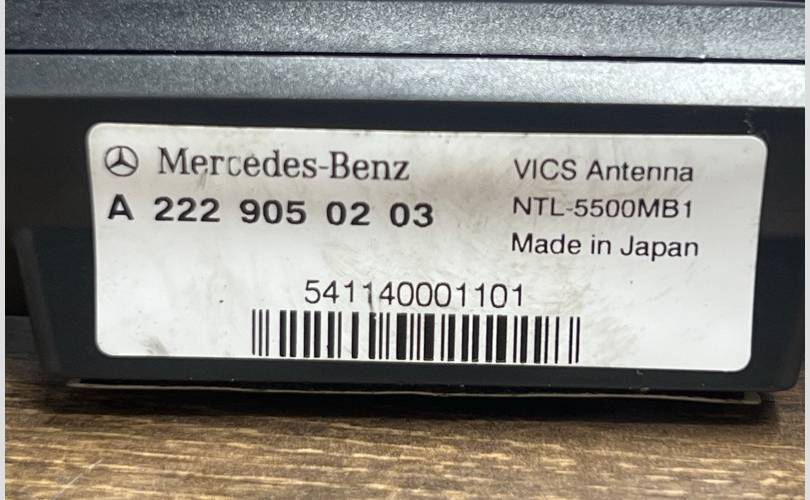 Mercedes-Benz
A 222 905 02 03
VICS Antenna
NTL-5500MB1
Made in Japan
541140001101